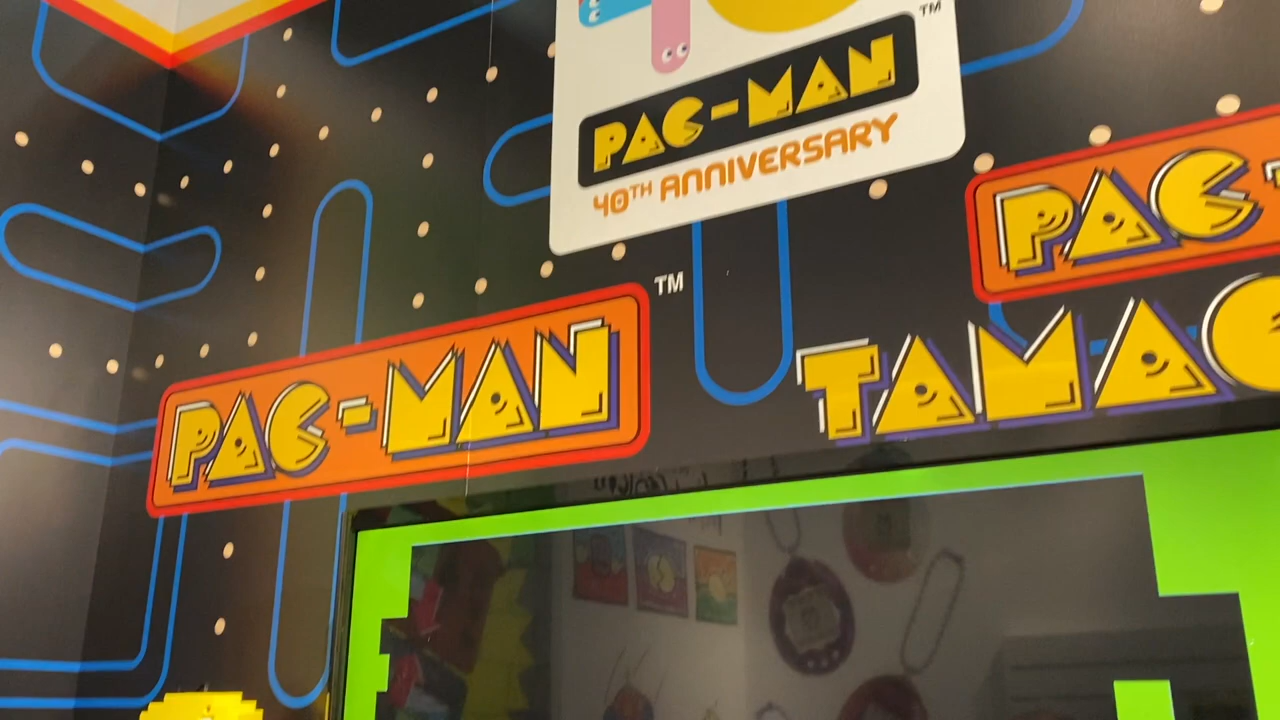 TM
PAC-MAN
40TH ANNIVERSARY
PAC-
TM
PAC-MAN
TAMAG